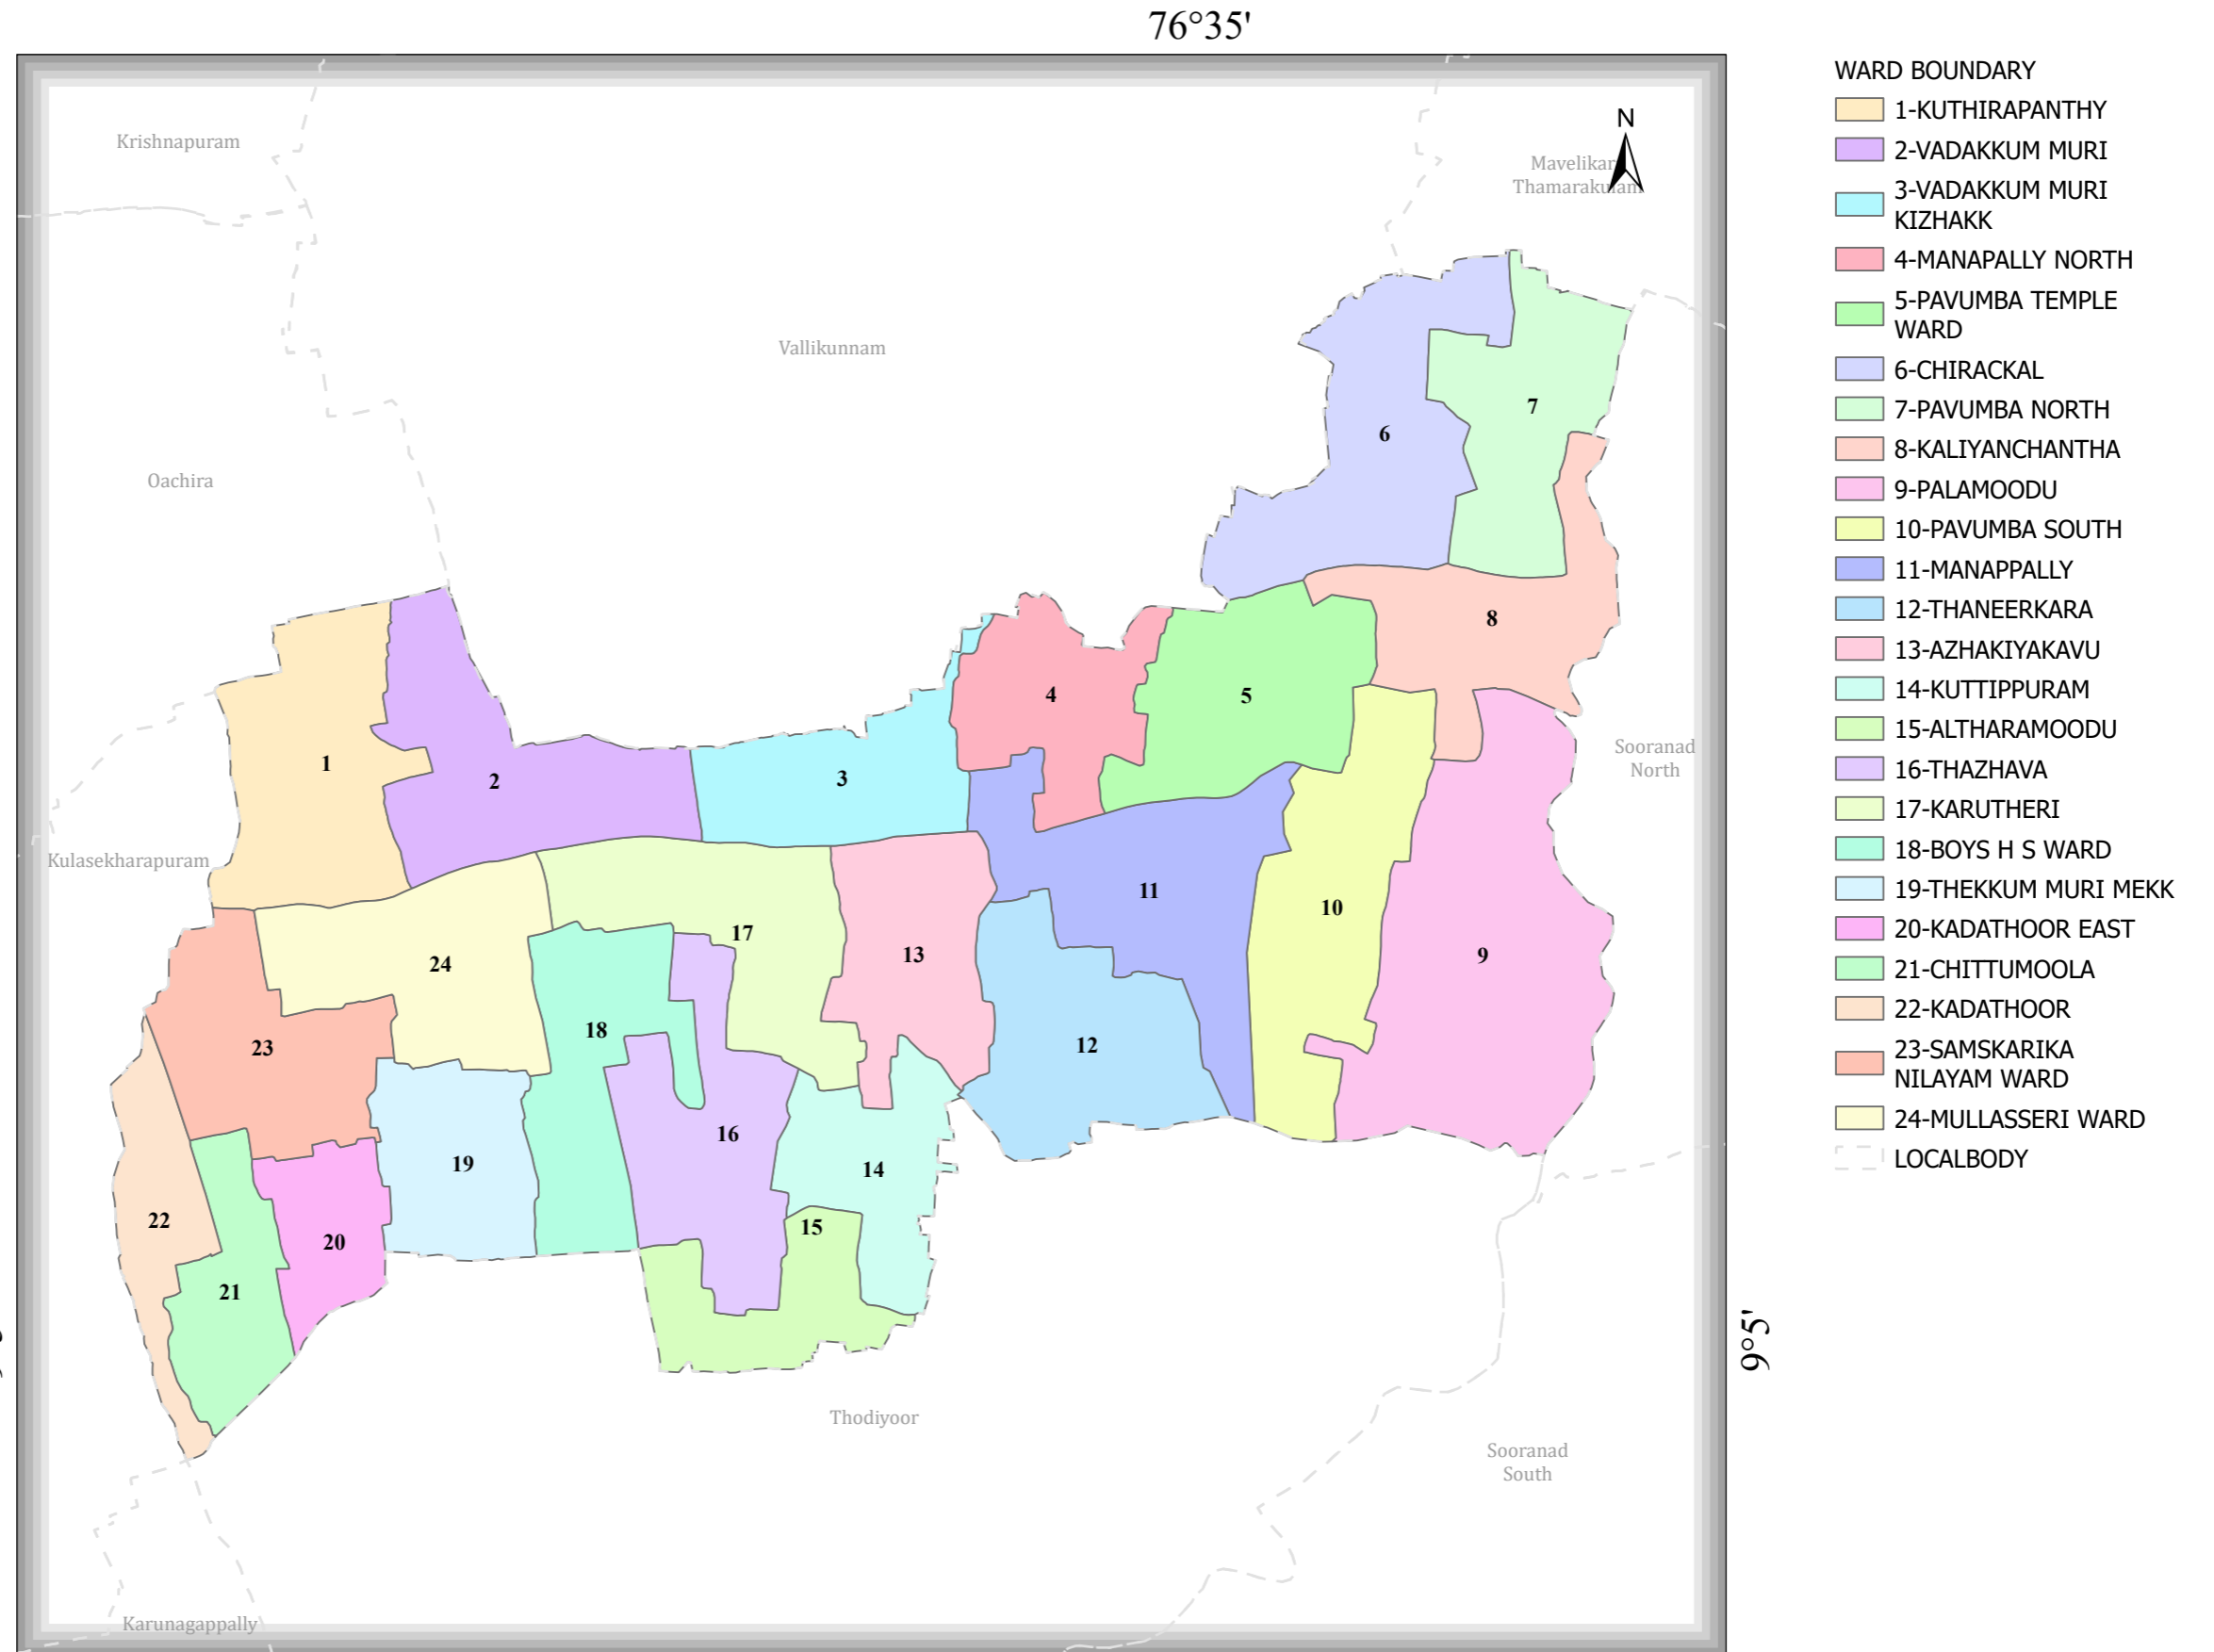 76°35'
N
Krishnapuram
Mavelikar
Thamarakulam
Vallikunnam
Oachira
7
6
8
4
5
Sooranad
North
1
2
3
Kulasekharapuram
11
10
17
24
13
9
18
12
23
16
19
14
22
15
20
21
9°5'
Thodiyoor
Sooranad
South
Karunagappally
WARD BOUNDARY
1-KUTHIRAPANTHY
2-VADAKKUM MURI
3-VADAKKUM MURI
KIZHAKK
4-MANAPALLY NORTH
5-PAVUMBA TEMPLE
WARD
6-CHIRACKAL
7-PAVUMBA NORTH
8-KALIYANCHANTHA
9-PALAMOODU
10-PAVUMBA SOUTH
11-MANAPPALLY
12-THANEERKARA
13-AZHAKIYAKAVU
14-KUTTIPPURAM
15-ALTHARAMOODU
16-THAZHAVA
17-KARUTHERI
18-BOYS H S WARD
19-THEKKUM MURI MEKK
20-KADATHOOR EAST
21-CHITTUMOOLA
22-KADATHOOR
23-SAMSKARIKA
NILAYAM WARD
24-MULLASSERI WARD
LOCALBODY